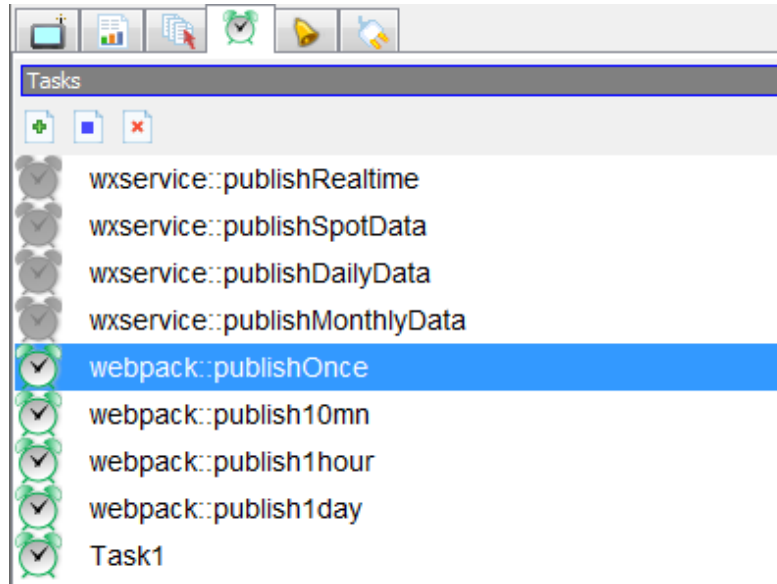 Tasks
wxservice::publishRealtime
wxservice::publishSpotData
wxservice::publishDailyData
wxservice::publishMonthlyData
webpack::publishOnce
webpack::publish10mn
webpack::publish1hour
webpack::publish1day
Task1